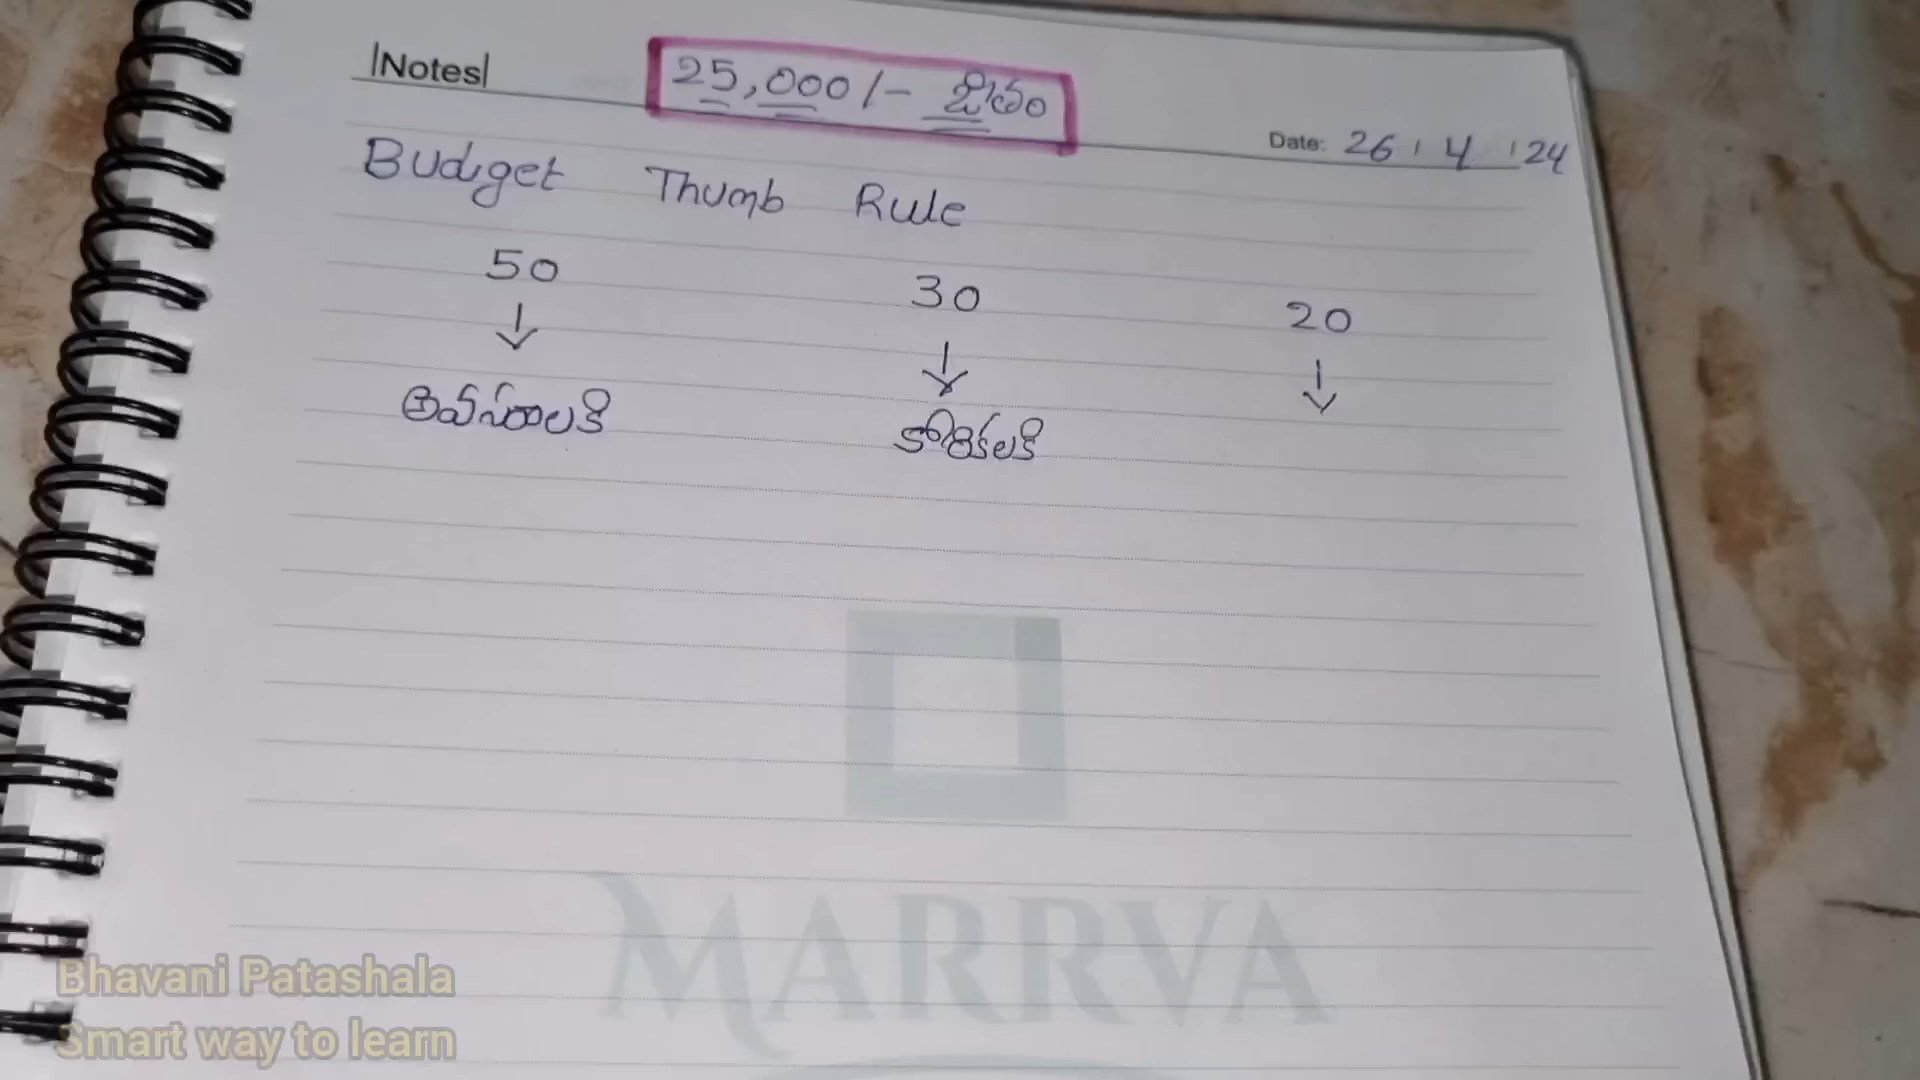 |Notes|
25,000/- జీతం
Date: 26 / 4 / 24
Budget Thumb Rule
50 30 20
↓ ↓ ↓
అవసరాలకి కోరికలకి
MARRVA
Bhavani Patashala
Smart way to learn